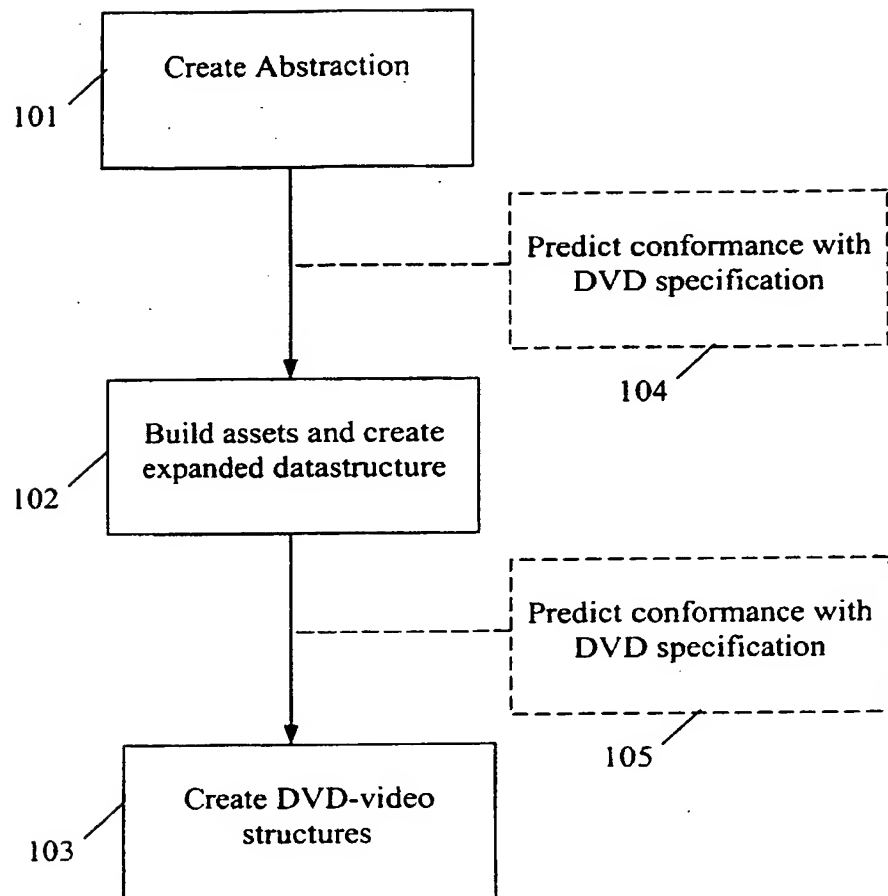 Create Abstraction
101
Predict conformance with
DVD specification
104
Build assets and create
expanded datastructure
102
Predict conformance with
DVD specification
105
Create DVD-video
structures
103